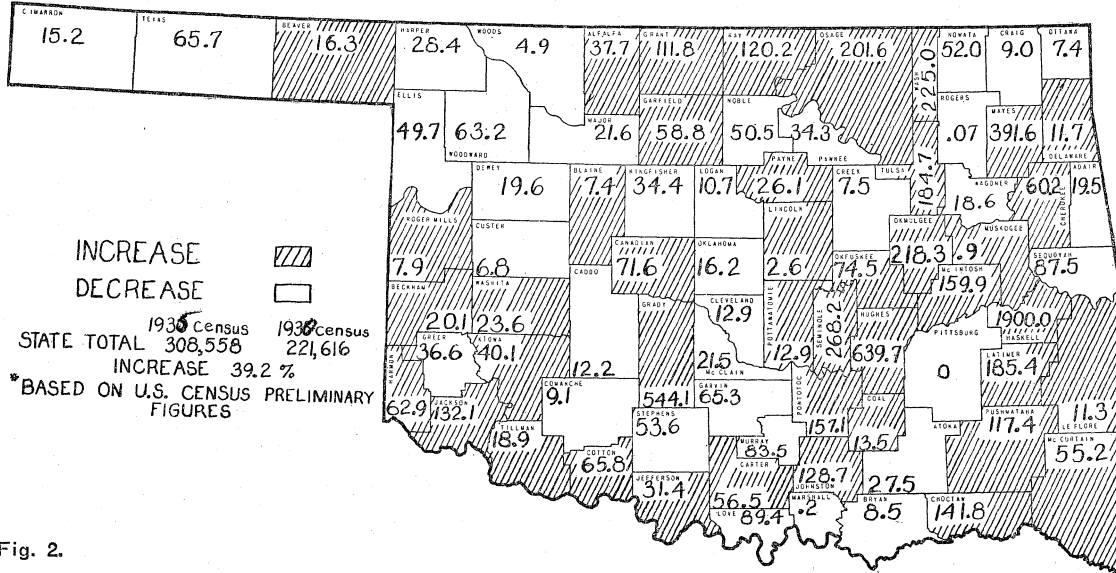 CIMARRON TEXAS BEAVER HARPER WOODS ALFALFA GRANT KAY OSAGE NOWATA CRAIG OTTAWA
15.2 65.7 16.3 28.4 4.9 37.7 111.8 120.2 201.6 WASH 225.0 52.0 9.0 7.4
ELLIS GARFIELD NOBLE ROGERS MAYES
49.7 63.2 MAJOR 21.6 58.8 50.5 34.3 .07 391.6 11.7
WOODWARD PAYNE PAWNEE DELAWARE
DEWEY BLAINE KINGFISHER LOGAN CREEK TULSA WAGONER ADAIR
19.6 7.4 34.4 10.7 26.1 7.5 184.7 18.6 60.2 CHEROKEE 19.5
ROGER MILLS CUSTER LINCOLN OKMULGEE MUSKOGEE
CANADIAN OKLAHOMA OKFUSKEE SEQUOYAH
INCREASE
7.9 6.8 CADDO 71.6 16.2 2.6 74.5 218.3 .9 McINTOSH 87.5
DECREASE
BECKHAM WASHITA GRADY CLEVELAND POTTAWATOMIE SEMINOLE HUGHES 159.9
20.1 23.6 12.9 268.2 PITTSBURG 1900.0 HASKELL
1935 Census 1930 census
STATE TOTAL 308,558 221,616
GREER 36.6 40.1 12.9 639.7 LATIMER
INCREASE 39.2 %
HARMON 12.2 21.5 McCLAIN 0 185.4
*BASED ON U.S. CENSUS PRELIMINARY
FIGURES
COMANCHE GARVIN PONTOTOC COAL
62.9 JACKSON 132.1 9.1 544.1 65.3 157.1 ATOKA PUSHMATAHA 11.3 LE FLORE
TILLMAN 18.9 STEPHENS 53.6 MURRAY 83.5 13.5 117.4 McCURTAIN
COTTON 65.8 CARTER 128.7 JOHNSTON 27.5 55.2
JEFFERSON 31.4 56.5 MARSHALL BRYAN CHOCTAW
LOVE 89.4 .2 8.5 141.8
Fig. 2.